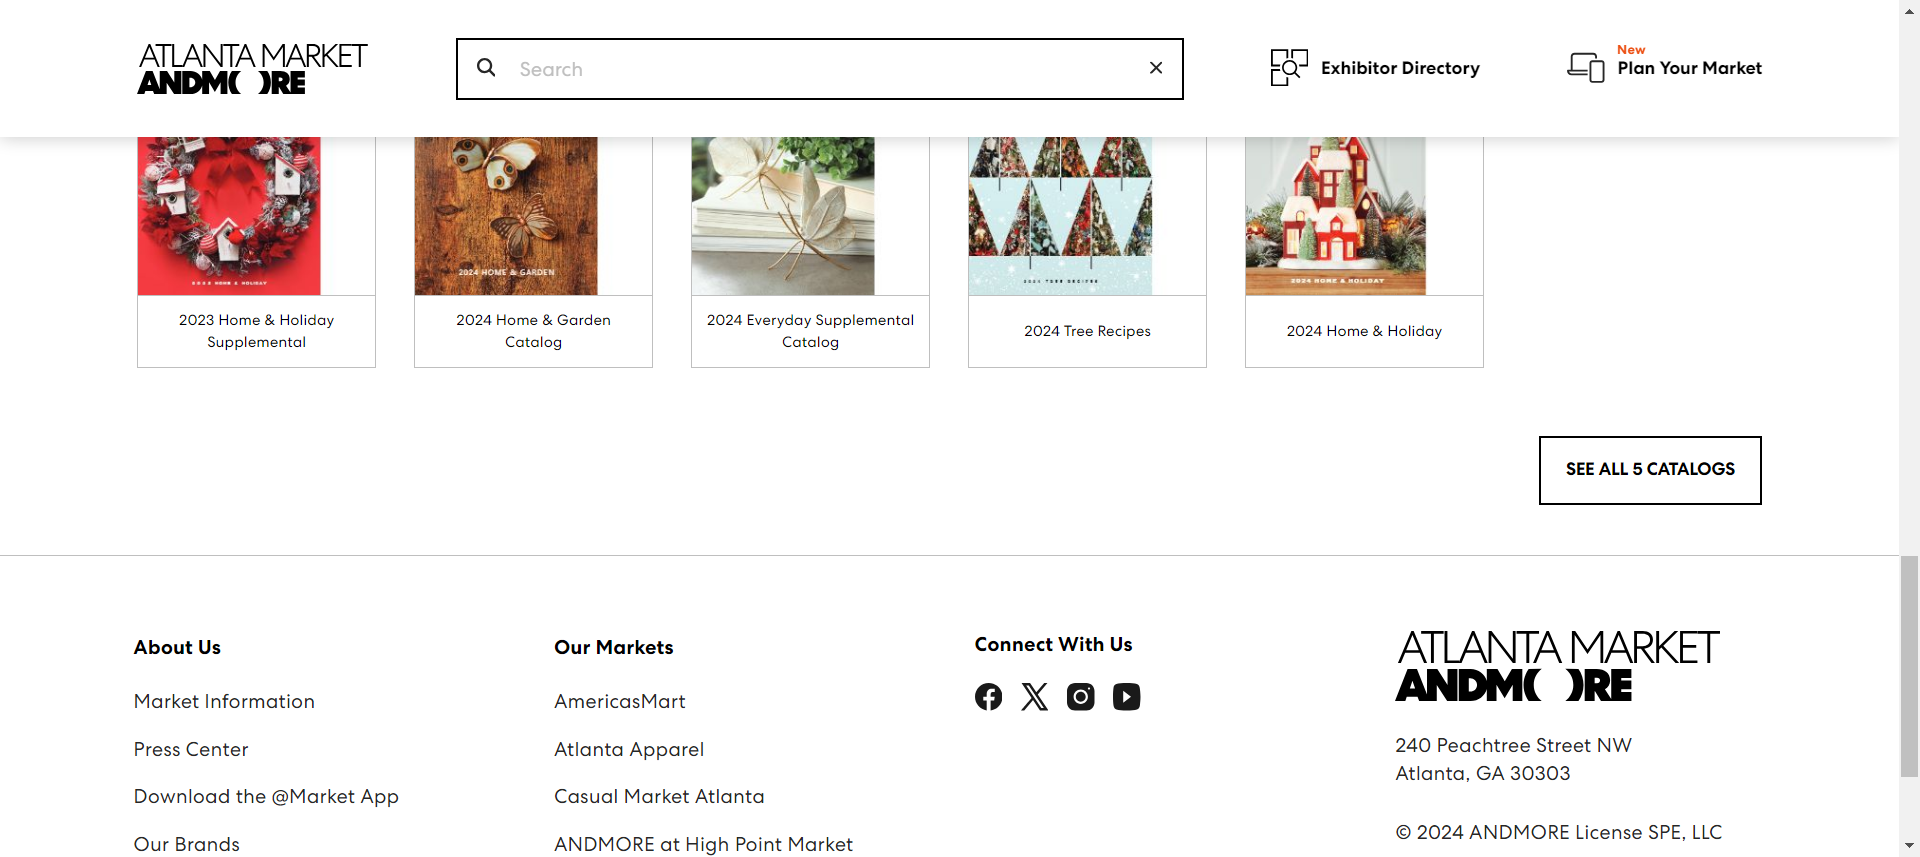 ATLANTA MARKET
ANDMORE
Search
Exhibitor Directory
New
Plan Your Market
2023 HOME & HOLIDAY
2024 HOME & GARDEN
TREE RECIPES
2024 HOME & HOLIDAY
2023 Home & Holiday
Supplemental
2024 Home & Garden
Catalog
2024 Everyday Supplemental
Catalog
2024 Tree Recipes
2024 Home & Holiday
SEE ALL 5 CATALOGS
About Us
Market Information
Press Center
Download the @Market App
Our Brands
Our Markets
AmericasMart
Atlanta Apparel
Casual Market Atlanta
ANDMORE at High Point Market
Connect With Us
ATLANTA MARKET
ANDMORE
240 Peachtree Street NW
Atlanta, GA 30303
© 2024 ANDMORE License SPE, LLC